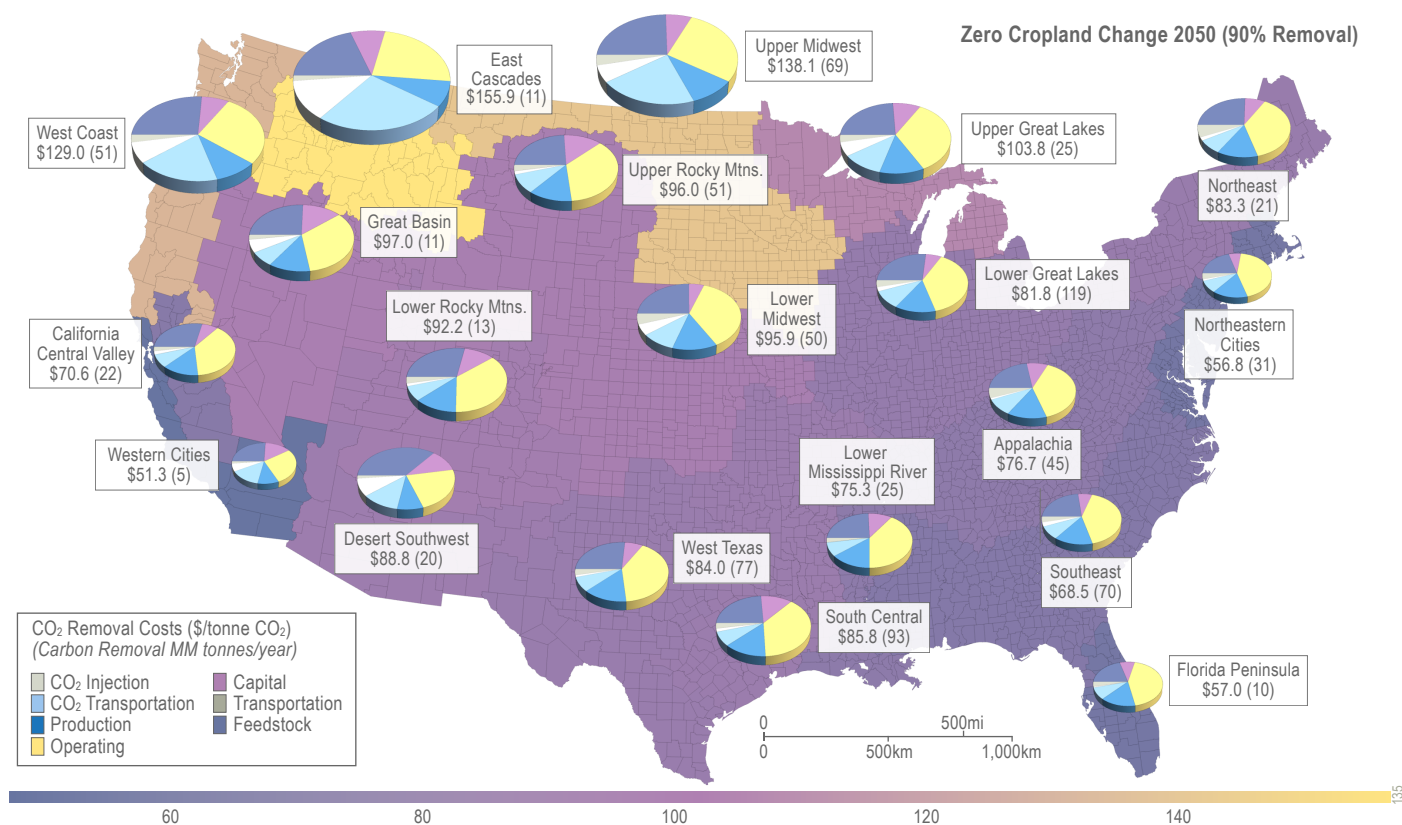 Zero Cropland Change 2050 (90% Removal)
East
Cascades
$155.9 (11)
Upper Midwest
$138.1 (69)
West Coast
$129.0 (51)
Upper Great Lakes
$103.8 (25)
Upper Rocky Mtns.
$96.0 (51)
Northeast
$83.3 (21)
Great Basin
$97.0 (11)
Lower Great Lakes
$81.8 (119)
Lower Rocky Mtns.
$92.2 (13)
Lower
Midwest
$95.9 (50)
California
Central Valley
$70.6 (22)
Northeastern
Cities
$56.8 (31)
Western Cities
$51.3 (5)
Appalachia
$76.7 (45)
Lower
Mississippi River
$75.3 (25)
Desert Southwest
$88.8 (20)
West Texas
$84.0 (77)
Southeast
$68.5 (70)
South Central
$85.8 (93)
Florida Peninsula
$57.0 (10)
CO₂ Removal Costs ($/tonne CO₂)
(Carbon Removal MM tonnes/year)
CO₂ Injection
CO₂ Transportation
Production
Operating
Capital
Transportation
Feedstock
0 500mi
0 500km 1,000km
60 80 100 120 140
135